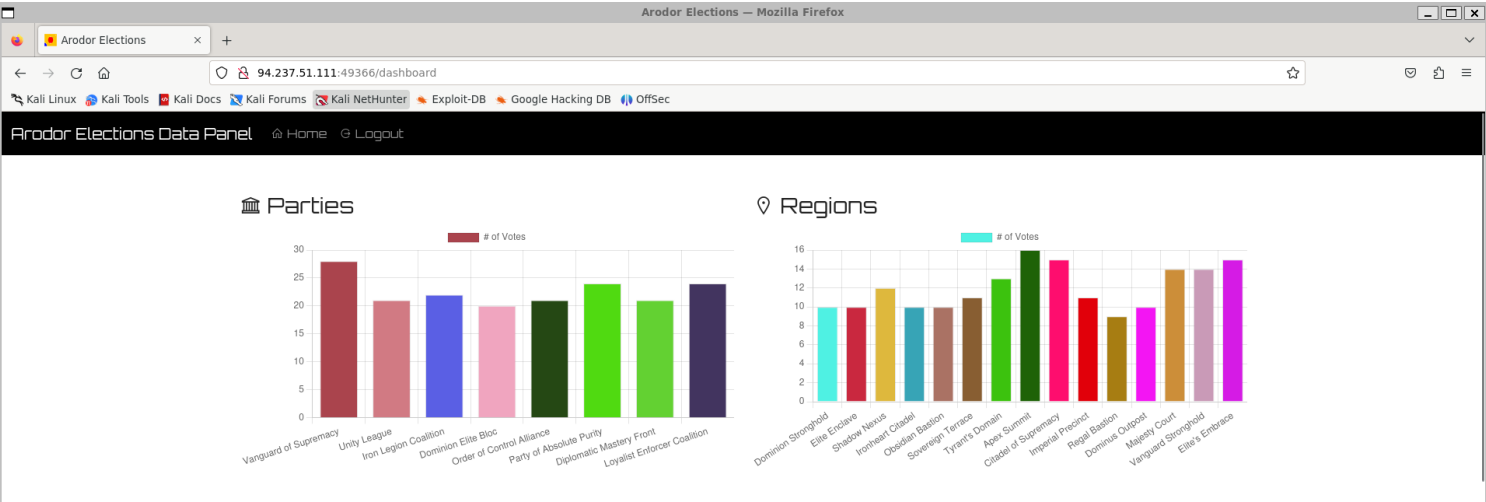 Arodor Elections — Mozilla Firefox
Arodor Elections
94.237.51.111:49366/dashboard
Kali Linux Kali Tools Kali Docs Kali Forums Kali NetHunter Exploit-DB Google Hacking DB OffSec
Arodor Elections Data Panel Home Logout
Parties
# of Votes
30
25
20
15
10
5
0
Vanguard of Supremacy
Unity League
Iron Legion Coalition
Dominion Elite Bloc
Order of Control Alliance
Party of Absolute Purity
Diplomatic Mastery Front
Loyalist Enforcer Coalition
Regions
# of Votes
16
14
12
10
8
6
4
2
0
Dominion Stronghold
Elite Enclave
Shadow Nexus
Ironheart Citadel
Obsidian Bastion
Sovereign Terrace
Tyrant's Domain
Apex Summit
Citadel of Supremacy
Imperial Precinct
Regal Bastion
Dominus Outpost
Majesty Court
Vanguard Stronghold
Elite's Embrace